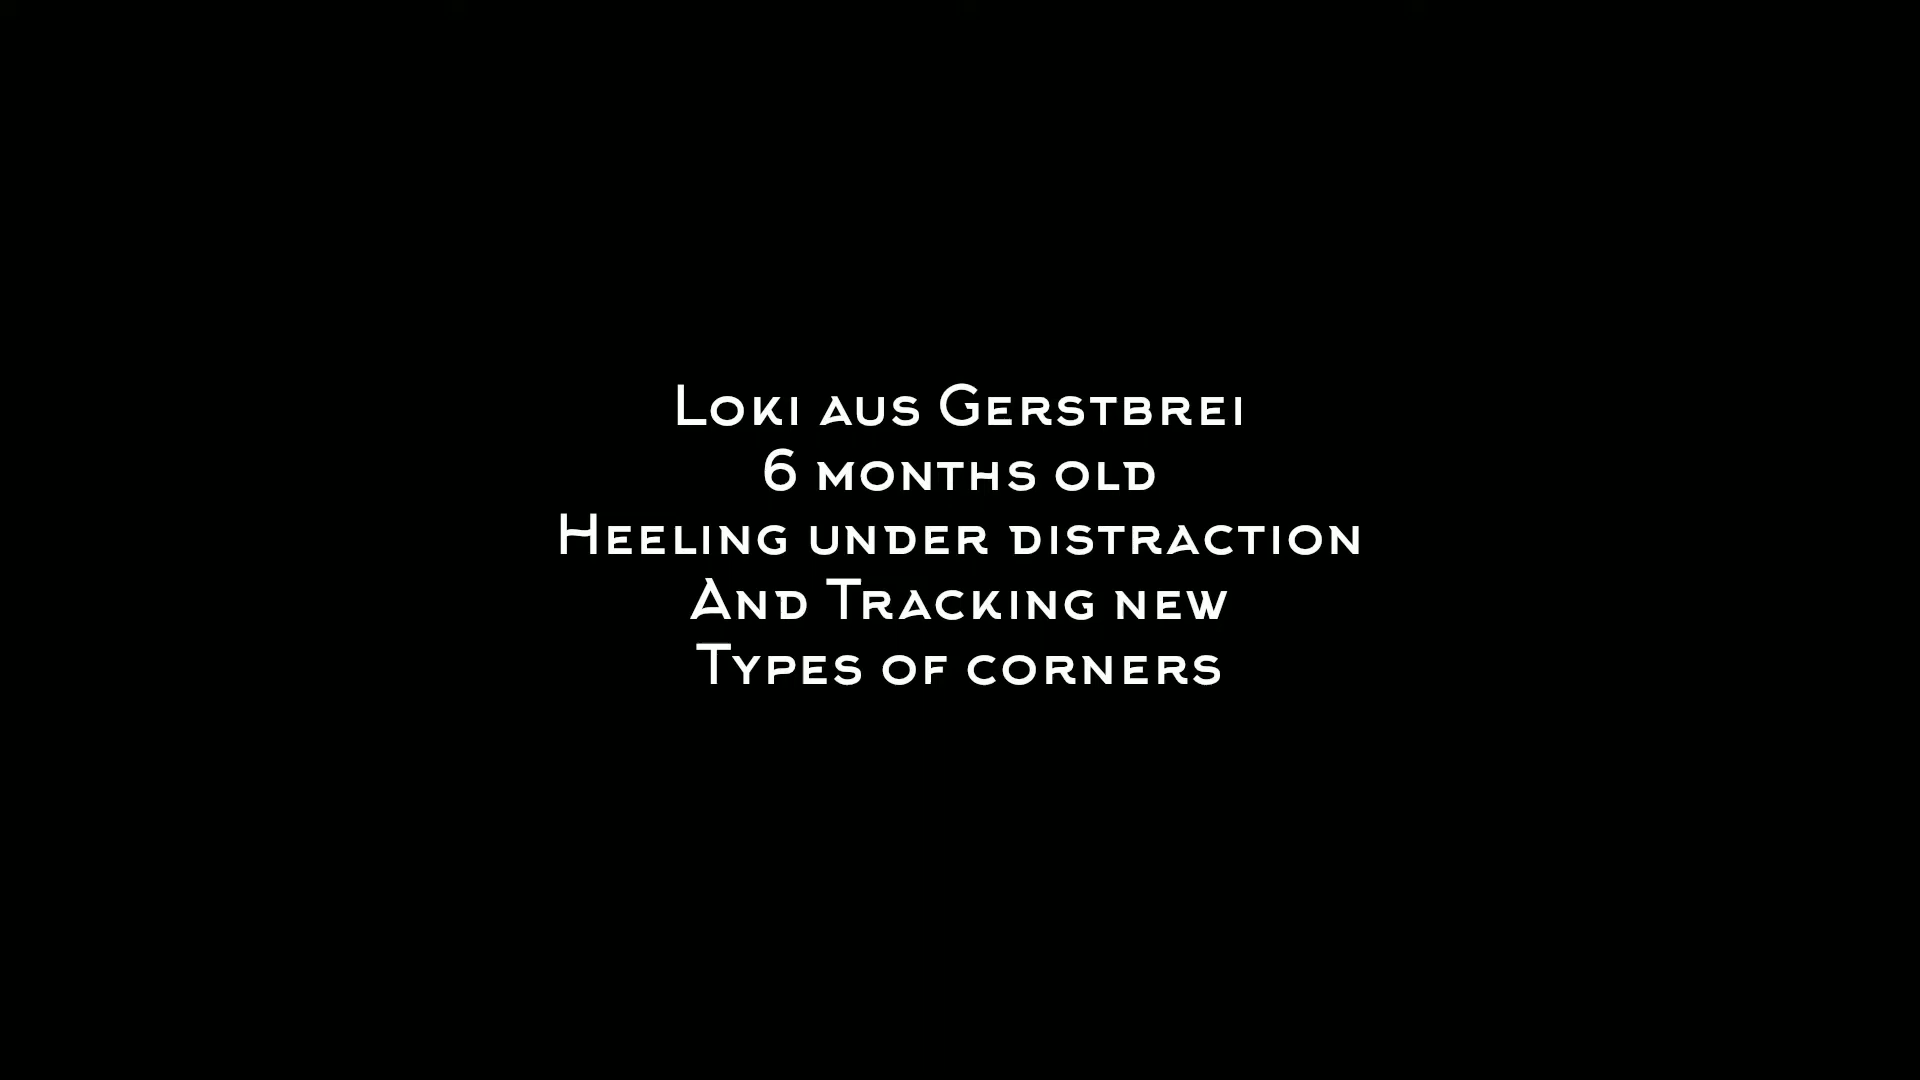 Loki aus Gerstbrei
6 months old
Heeling under distraction
And Tracking new
Types of corners